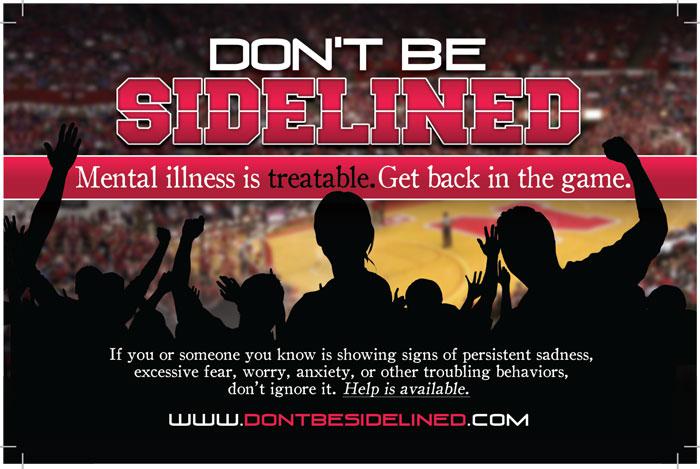 DON'T BE
SIDELINED
Mental illness is treatable. Get back in the game.
If you or someone you know is showing signs of persistent sadness,
excessive fear, worry, anxiety, or other troubling behaviors,
don't ignore it. Help is available.
WWW.DONTBESIDELINED.COM